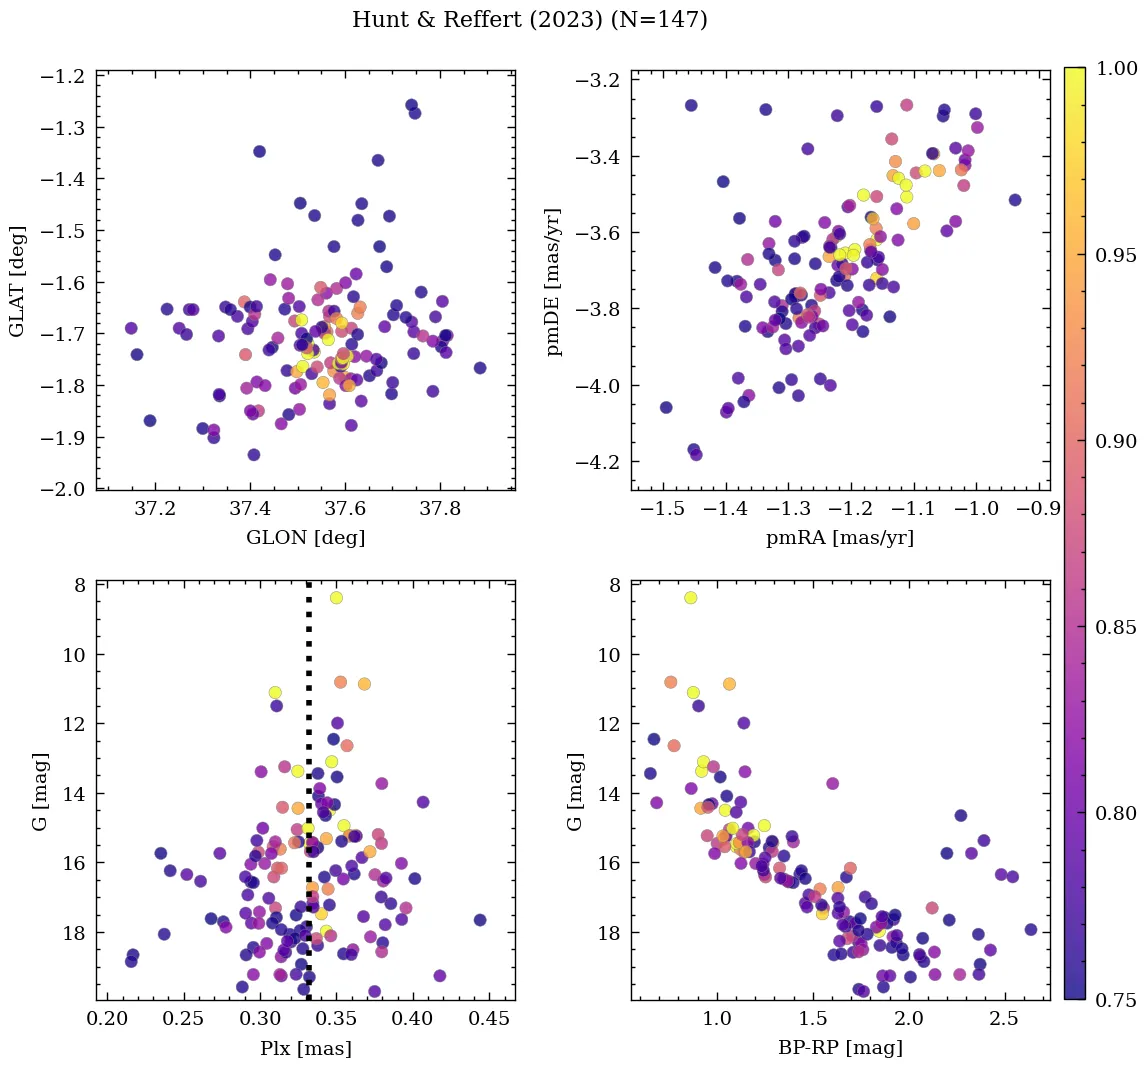 Hunt & Reffert (2023) (N=147)
−1.2
−1.3
−1.4
−1.5
−1.6
−1.7
−1.8
−1.9
−2.0
GLAT [deg]
37.2 37.4 37.6 37.8
GLON [deg]
−3.2
−3.4
−3.6
−3.8
−4.0
−4.2
pmDE [mas/yr]
−1.5 −1.4 −1.3 −1.2 −1.1 −1.0 −0.9
pmRA [mas/yr]
8
10
12
14
16
18
G [mag]
0.20 0.25 0.30 0.35 0.40 0.45
Plx [mas]
8
10
12
14
16
18
G [mag]
1.0 1.5 2.0 2.5
BP-RP [mag]
1.00
0.95
0.90
0.85
0.80
0.75